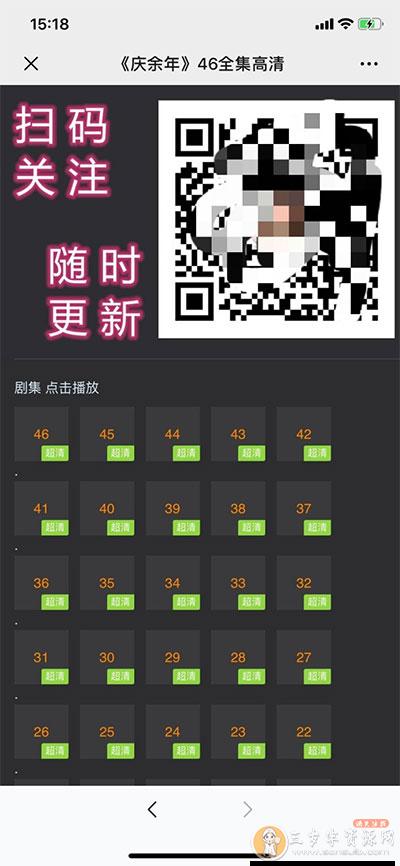 15:18
《庆余年》46全集高清
扫码
关注
随时
更新
剧集 点击播放
46 45 44 43 42
超清 超清 超清 超清 超清
41 40 39 38 37
超清 超清 超清 超清 超清
36 35 34 33 32
超清 超清 超清 超清 超清
31 30 29 28 27
超清 超清 超清 超清 超清
26 25 24 23 22
超清 超清 超清 超清 超清
三岁半资源网